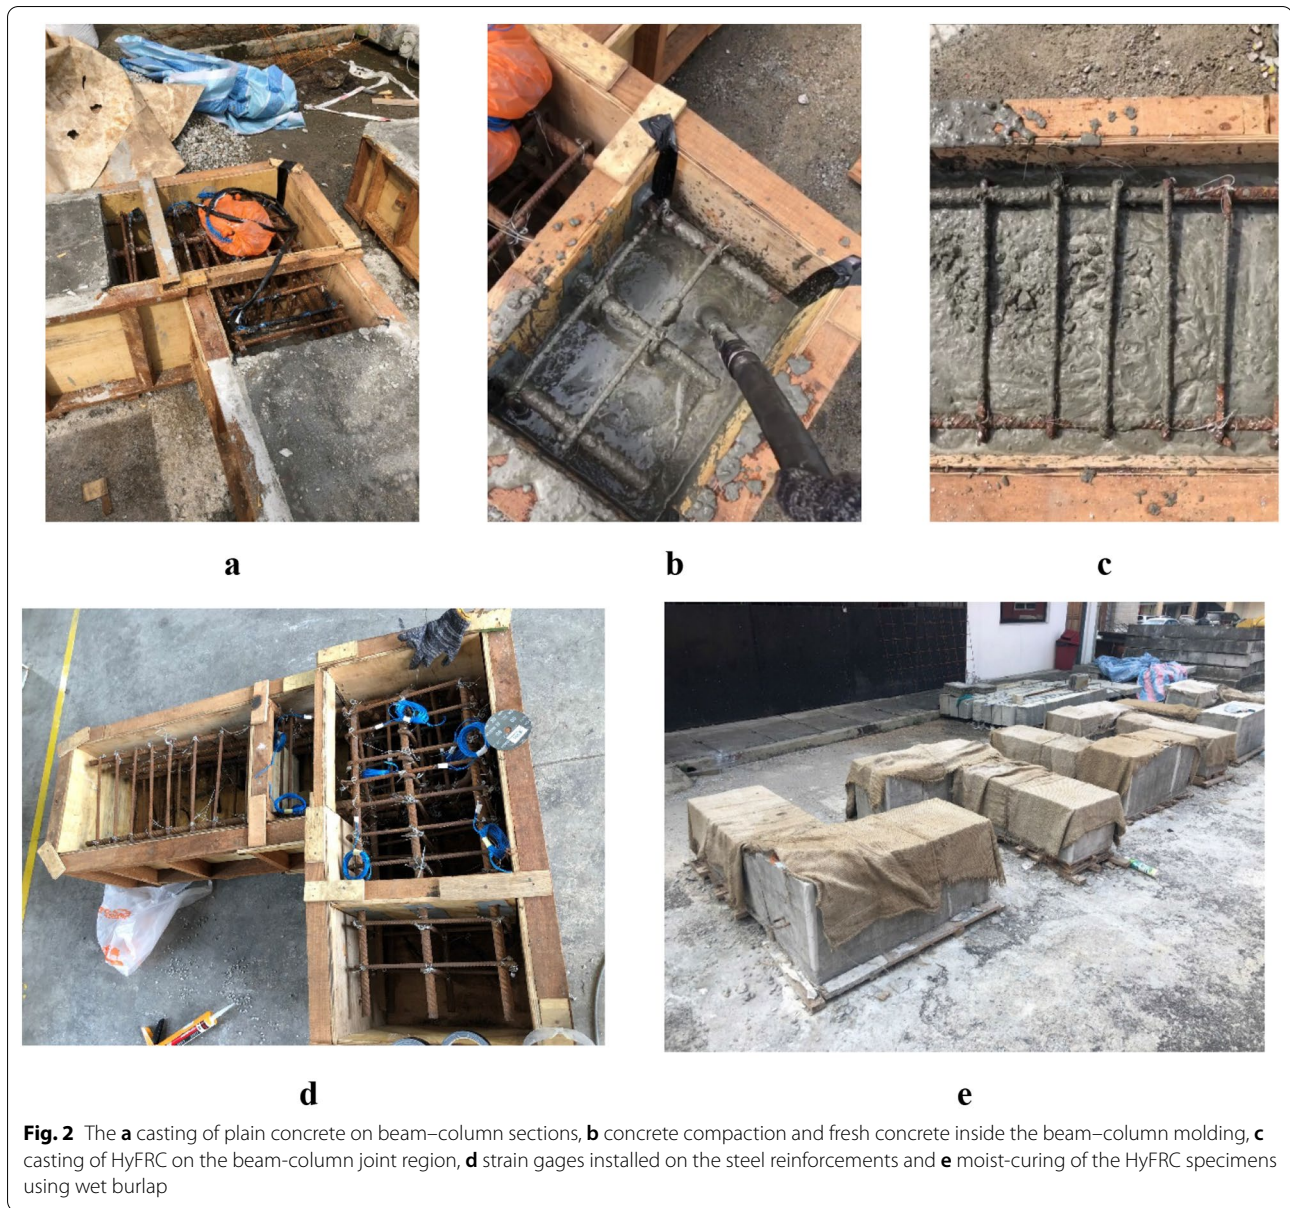 a
b
c
d
e
Fig. 2 The a casting of plain concrete on beam–column sections, b concrete compaction and fresh concrete inside the beam–column molding, c
casting of HyFRC on the beam-column joint region, d strain gages installed on the steel reinforcements and e moist-curing of the HyFRC specimens
using wet burlap